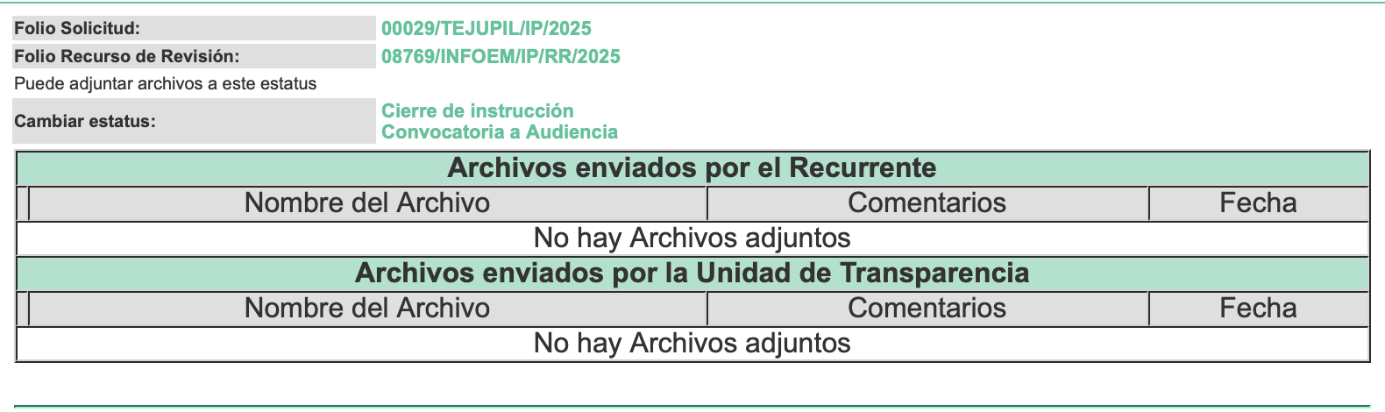 Folio Solicitud: 00029/TEJUPIL/IP/2025
Folio Recurso de Revisión: 08769/INFOEM/IP/RR/2025
Puede adjuntar archivos a este estatus
Cambiar estatus: Cierre de instrucción
Convocatoria a Audiencia
Archivos enviados por el Recurrente
Nombre del Archivo Comentarios Fecha
No hay Archivos adjuntos
Archivos enviados por la Unidad de Transparencia
Nombre del Archivo Comentarios Fecha
No hay Archivos adjuntos